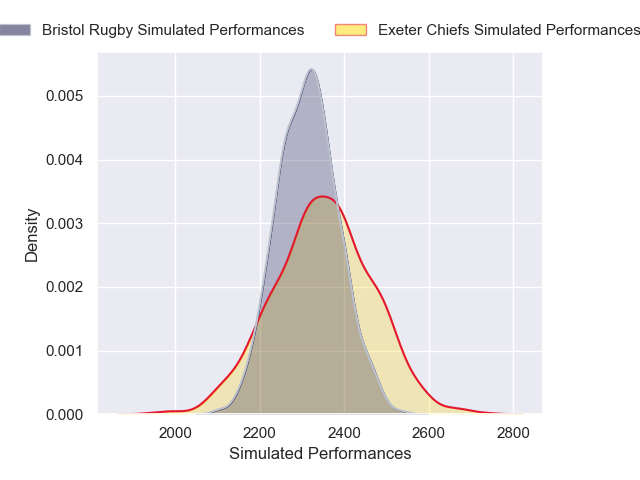 Bristol Rugby Simulated Performances
Exeter Chiefs Simulated Performances
0.005
0.004
0.003
0.002
0.001
0.000
Density
2000
2200
2400
2600
2800
Simulated Performances